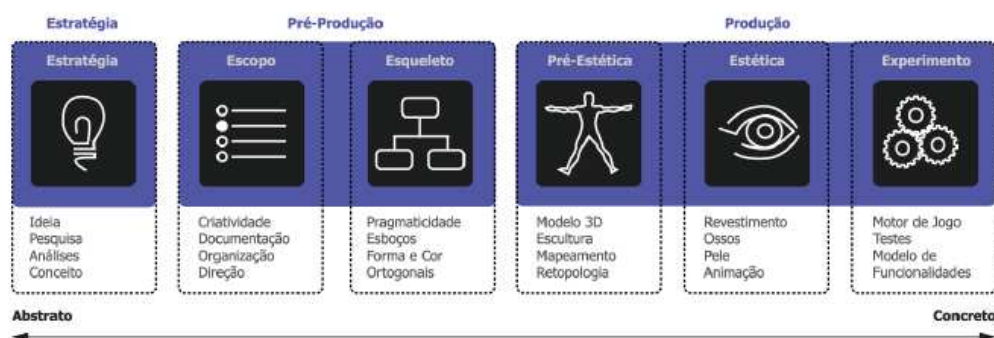 Estratégia Pré-Produção Produção
Estratégia Escopo Esqueleto Pré-Estética Estética Experimento
Ideia
Pesquisa
Análises
Conceito
Criatividade
Documentação
Organização
Direção
Pragmaticidade
Esboços
Forma e Cor
Ortogonais
Modelo 3D
Escultura
Mapeamento
Retopologia
Revestimento
Ossos
Pele
Animação
Motor de Jogo
Testes
Modelo de
Funcionalidades
Abstrato Concreto